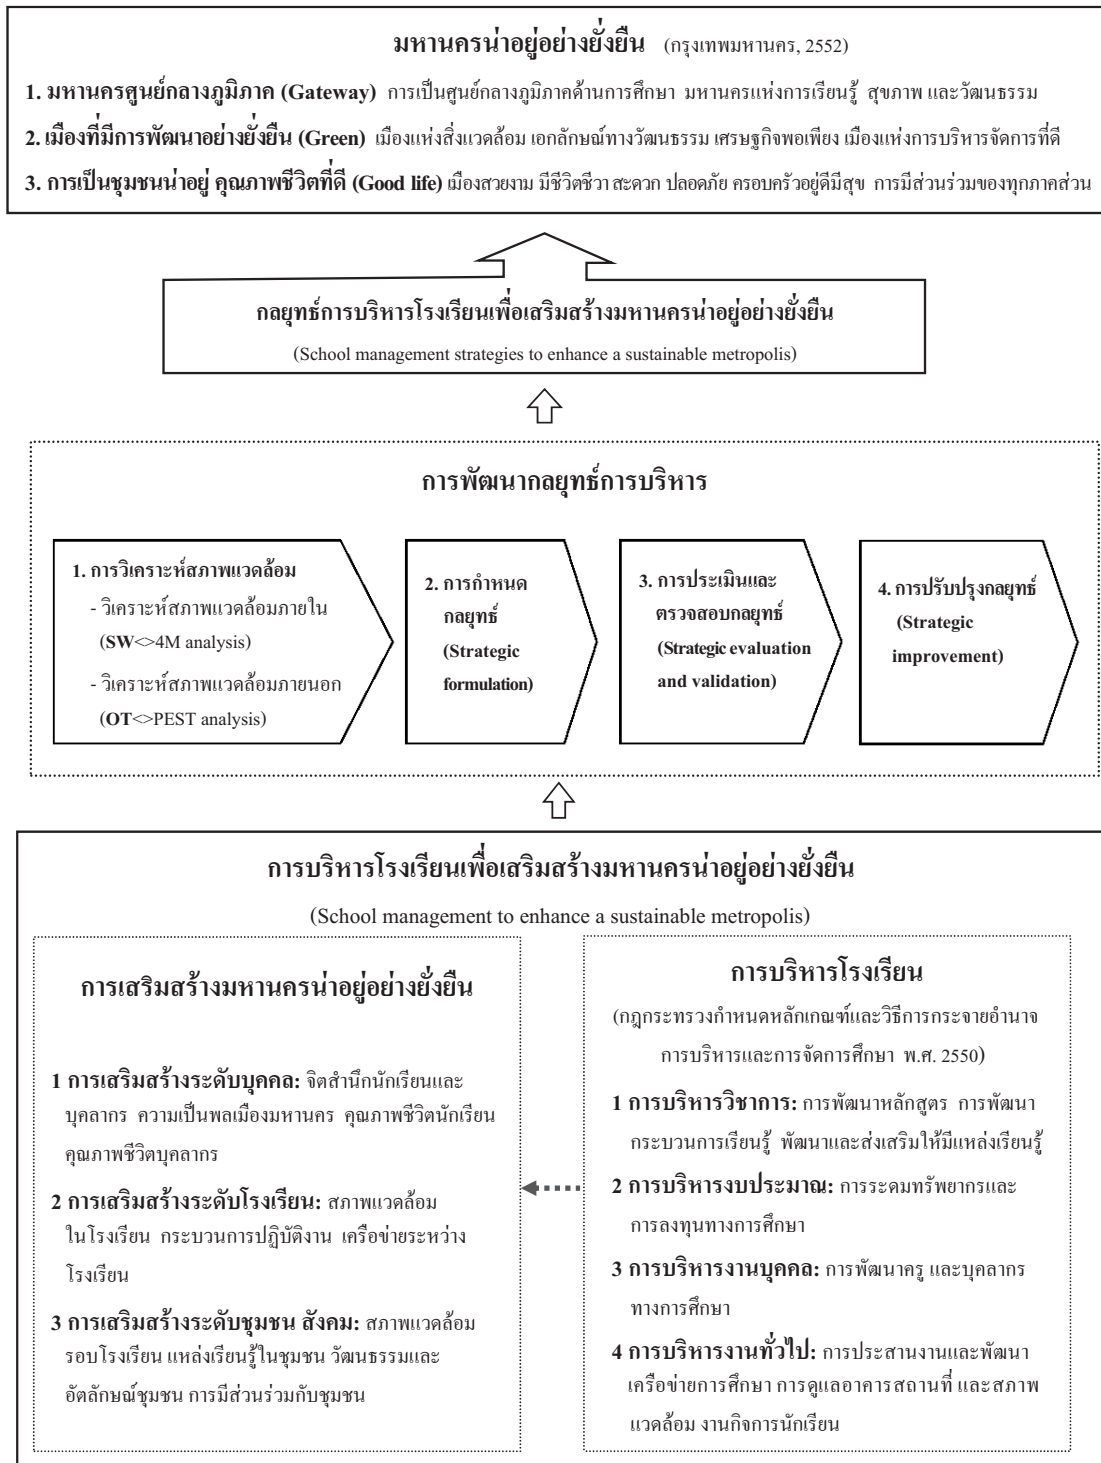 มหานครน่าอยู่อย่างยั่งยืน (กรุงเทพมหานคร, 2552)
1. มหานครศูนย์กลางภูมิภาค (Gateway) การเป็นศูนย์กลางภูมิภาคด้านการศึกษา มหานครแห่งการเรียนรู้ สุขภาพ และวัฒนธรรม
2. เมืองที่มีการพัฒนาอย่างยั่งยืน (Green) เมืองแห่งสิ่งแวดล้อม เอกลักษณ์ทางวัฒนธรรม เศรษฐกิจพอเพียง เมืองแห่งการบริหารจัดการที่ดี
3. การเป็นชุมชนน่าอยู่ คุณภาพชีวิตที่ดี (Good life) เมืองสวยงาม มีชีวิตชีวา สะดวก ปลอดภัย ครอบครัวอยู่ดีมีสุข การมีส่วนร่วมของทุกภาคส่วน
กลยุทธ์การบริหารโรงเรียนเพื่อเสริมสร้างมหานครน่าอยู่อย่างยั่งยืน
(School management strategies to enhance a sustainable metropolis)
การพัฒนากลยุทธ์การบริหาร
1. การวิเคราะห์สภาพแวดล้อม
- วิเคราะห์สภาพแวดล้อมภายใน
(SW<>4M analysis)
- วิเคราะห์สภาพแวดล้อมภายนอก
(OT<>PEST analysis)
2. การกำหนด
กลยุทธ์
(Strategic
formulation)
3. การประเมินและ
ตรวจสอบกลยุทธ์
(Strategic evaluation
and validation)
4. การปรับปรุงกลยุทธ์
(Strategic
improvement)
การบริหารโรงเรียนเพื่อเสริมสร้างมหานครน่าอยู่อย่างยั่งยืน
(School management to enhance a sustainable metropolis)
การเสริมสร้างมหานครน่าอยู่อย่างยั่งยืน
1 การเสริมสร้างระดับบุคคล: จิตสำนึกนักเรียนและ
บุคลากร ความเป็นพลเมืองมหานคร คุณภาพชีวิตนักเรียน
คุณภาพชีวิตบุคลากร
2 การเสริมสร้างระดับโรงเรียน: สภาพแวดล้อม
ในโรงเรียน กระบวนการปฏิบัติงาน เครือข่ายระหว่าง
โรงเรียน
3 การเสริมสร้างระดับชุมชน สังคม: สภาพแวดล้อม
รอบโรงเรียน แหล่งเรียนรู้ในชุมชน วัฒนธรรมและ
อัตลักษณ์ชุมชน การมีส่วนร่วมกับชุมชน
การบริหารโรงเรียน
(กฎกระทรวงกำหนดหลักเกณฑ์และวิธีการกระจายอำนาจ
การบริหารและการจัดการศึกษา พ.ศ. 2550)
1 การบริหารวิชาการ: การพัฒนาหลักสูตร การพัฒนา
กระบวนการเรียนรู้ พัฒนาและส่งเสริมให้มีแหล่งเรียนรู้
2 การบริหารงบประมาณ: การระดมทรัพยากรและ
การลงทุนทางการศึกษา
3 การบริหารงานบุคคล: การพัฒนาครู และบุคลากร
ทางการศึกษา
4 การบริหารงานทั่วไป: การประสานงานและพัฒนา
เครือข่ายการศึกษา การดูแลอาคารสถานที่ และสภาพ
แวดล้อม งานกิจการนักเรียน